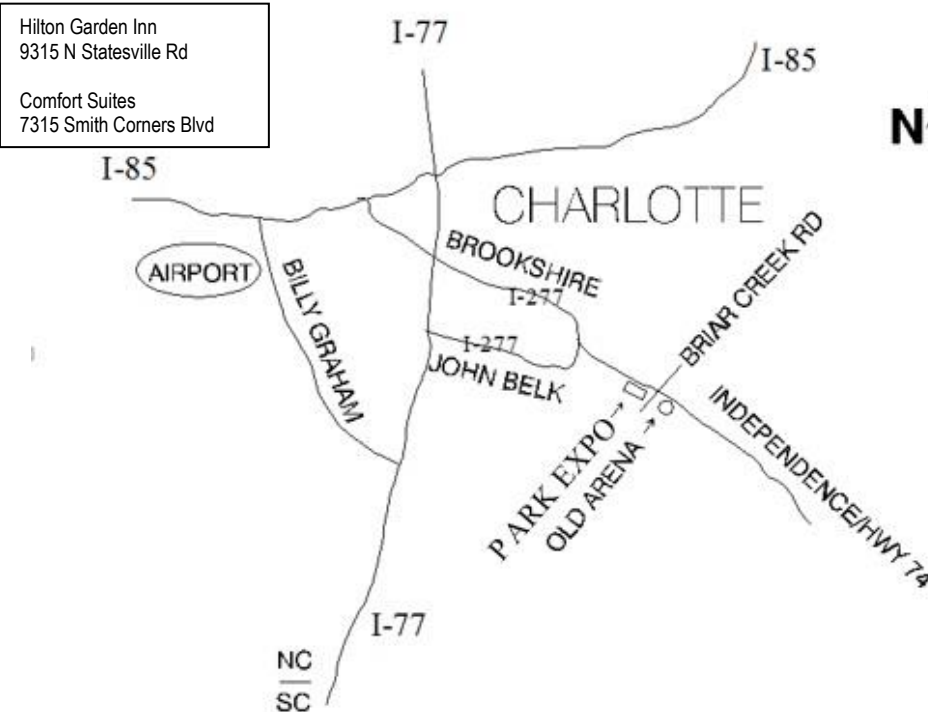 Hilton Garden Inn
9315 N Statesville Rd
Comfort Suites
7315 Smith Corners Blvd
I-77
I-85
N
I-85
CHARLOTTE
AIRPORT
BILLY GRAHAM
BROOKSHIRE
I-277
I-277
JOHN BELK
BRIAR CREEK RD
INDEPENDENCE/HWY 74
PARK EXPO
OLD ARENA
I-77
NC
SC